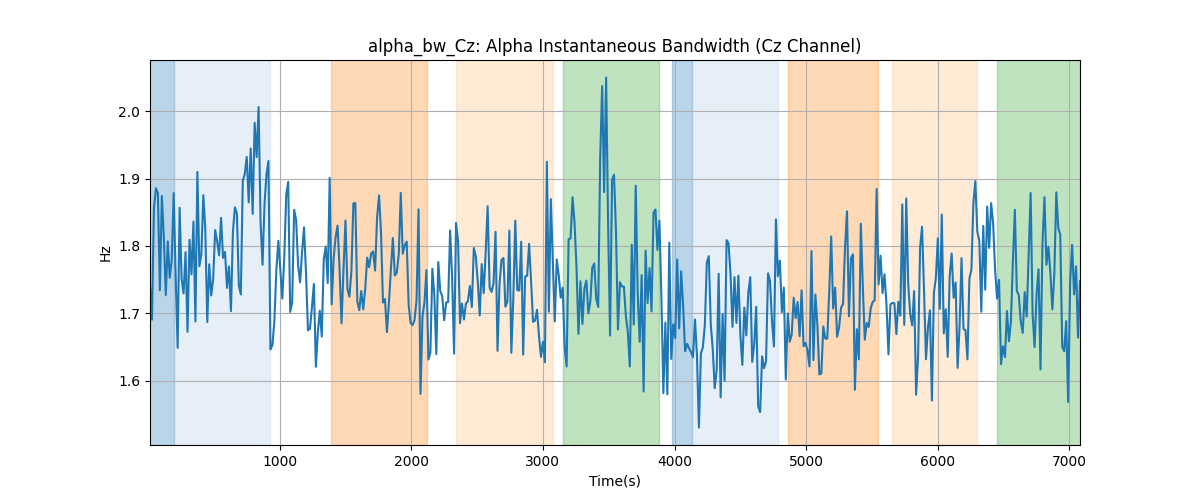 alpha_bw_Cz: Alpha Instantaneous Bandwidth (Cz Channel)
Hz
2.0
1.9
1.8
1.7
1.6
1000 2000 3000 4000 5000 6000 7000
Time(s)